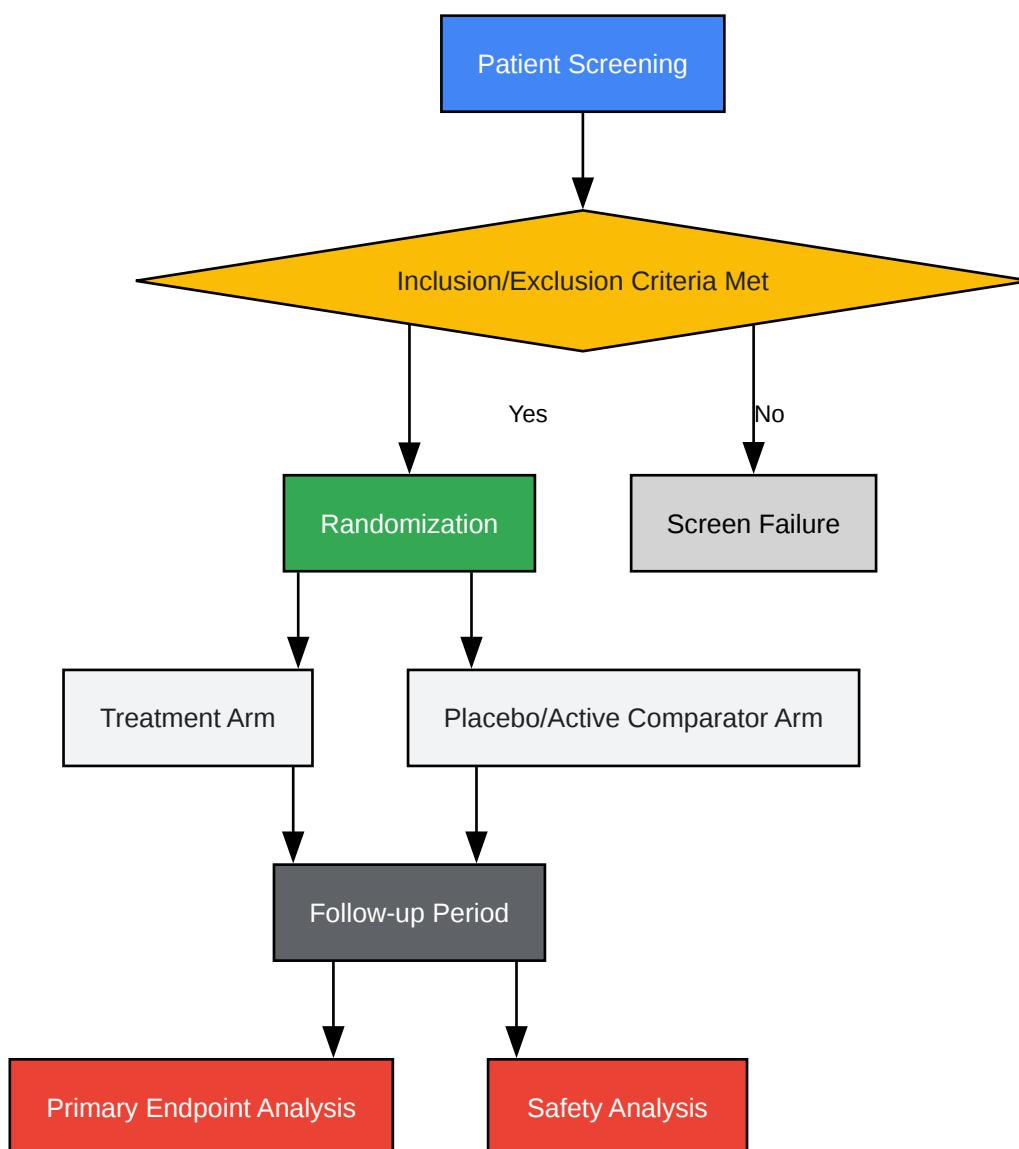 Patient Screening
Inclusion/Exclusion Criteria Met
Yes
No
Randomization
Screen Failure
Treatment Arm
Placebo/Active Comparator Arm
Follow-up Period
Primary Endpoint Analysis
Safety Analysis